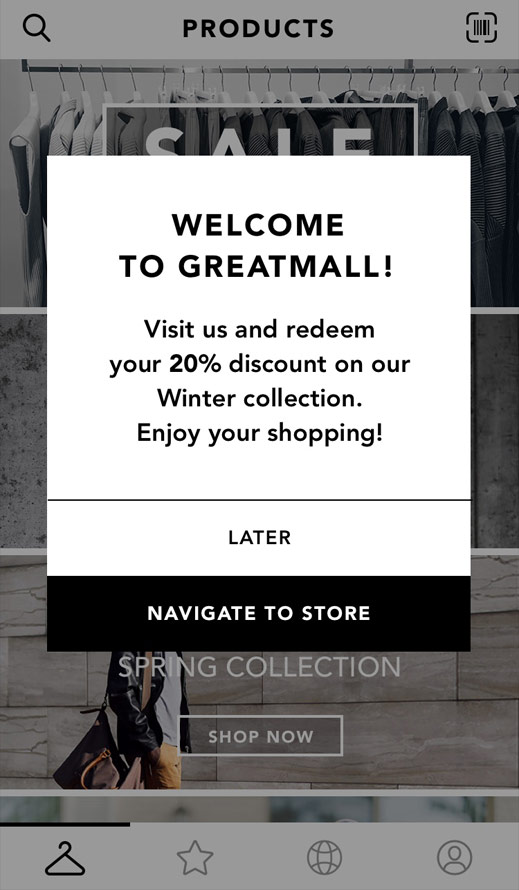 PRODUCTS
SALE
WELCOME
TO GREATMALL!
Visit us and redeem
your 20% discount on our
Winter collection.
Enjoy your shopping!
LATER
NAVIGATE TO STORE
SPRING COLLECTION
SHOP NOW